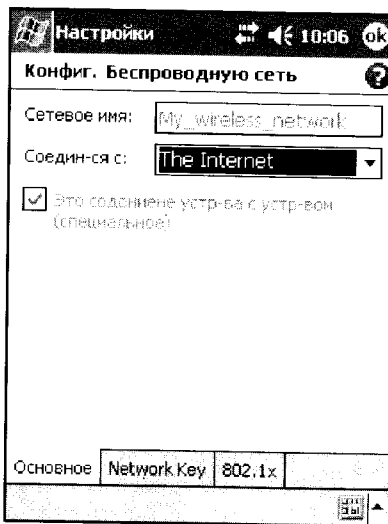 Настройки 10:06 ok
Конфиг. Беспроводную сеть ?
Сетевое имя: My_wireless_network
Соедин-ся с: The Internet
Это содониене устр-ва с устр-вом
(специальное)
Основное Network Key 802.1x